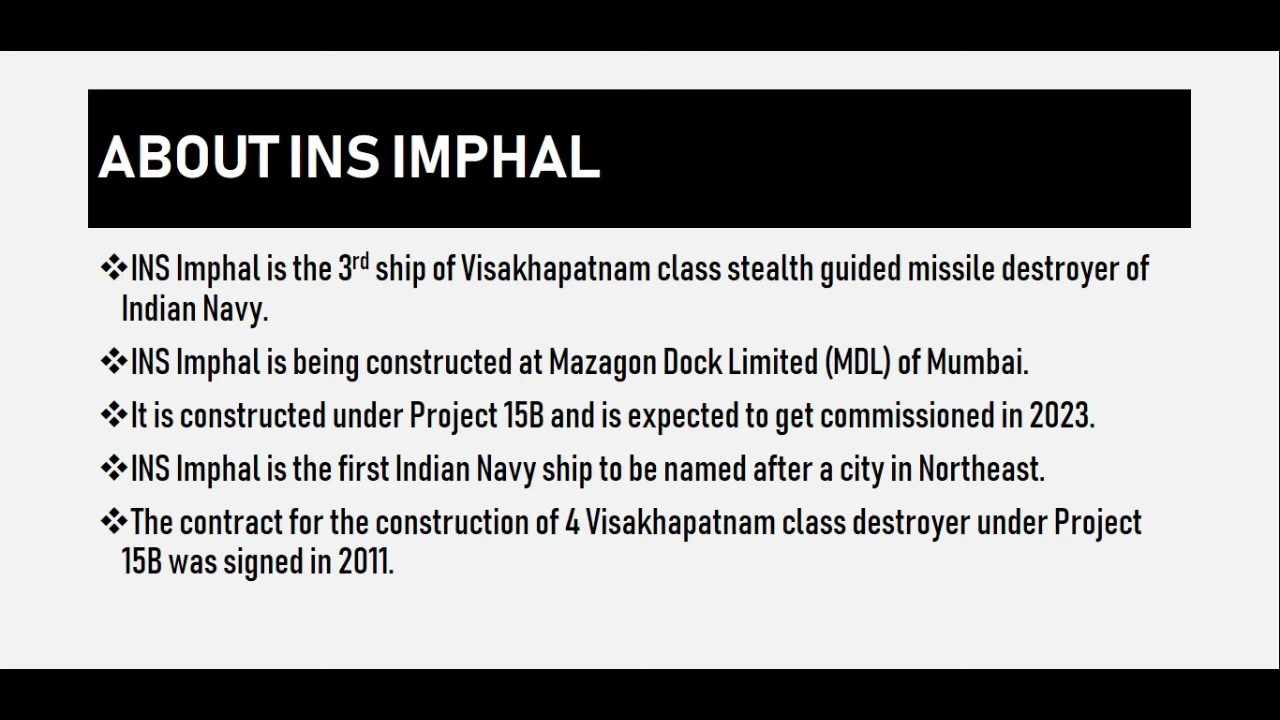 ABOUT INS IMPHAL
❖INS Imphal is the 3rd ship of Visakhapatnam class stealth guided missile destroyer of
Indian Navy.
❖INS Imphal is being constructed at Mazagon Dock Limited (MDL) of Mumbai.
❖It is constructed under Project 15B and is expected to get commissioned in 2023.
❖INS Imphal is the first Indian Navy ship to be named after a city in Northeast.
❖The contract for the construction of 4 Visakhapatnam class destroyer under Project
15B was signed in 2011.